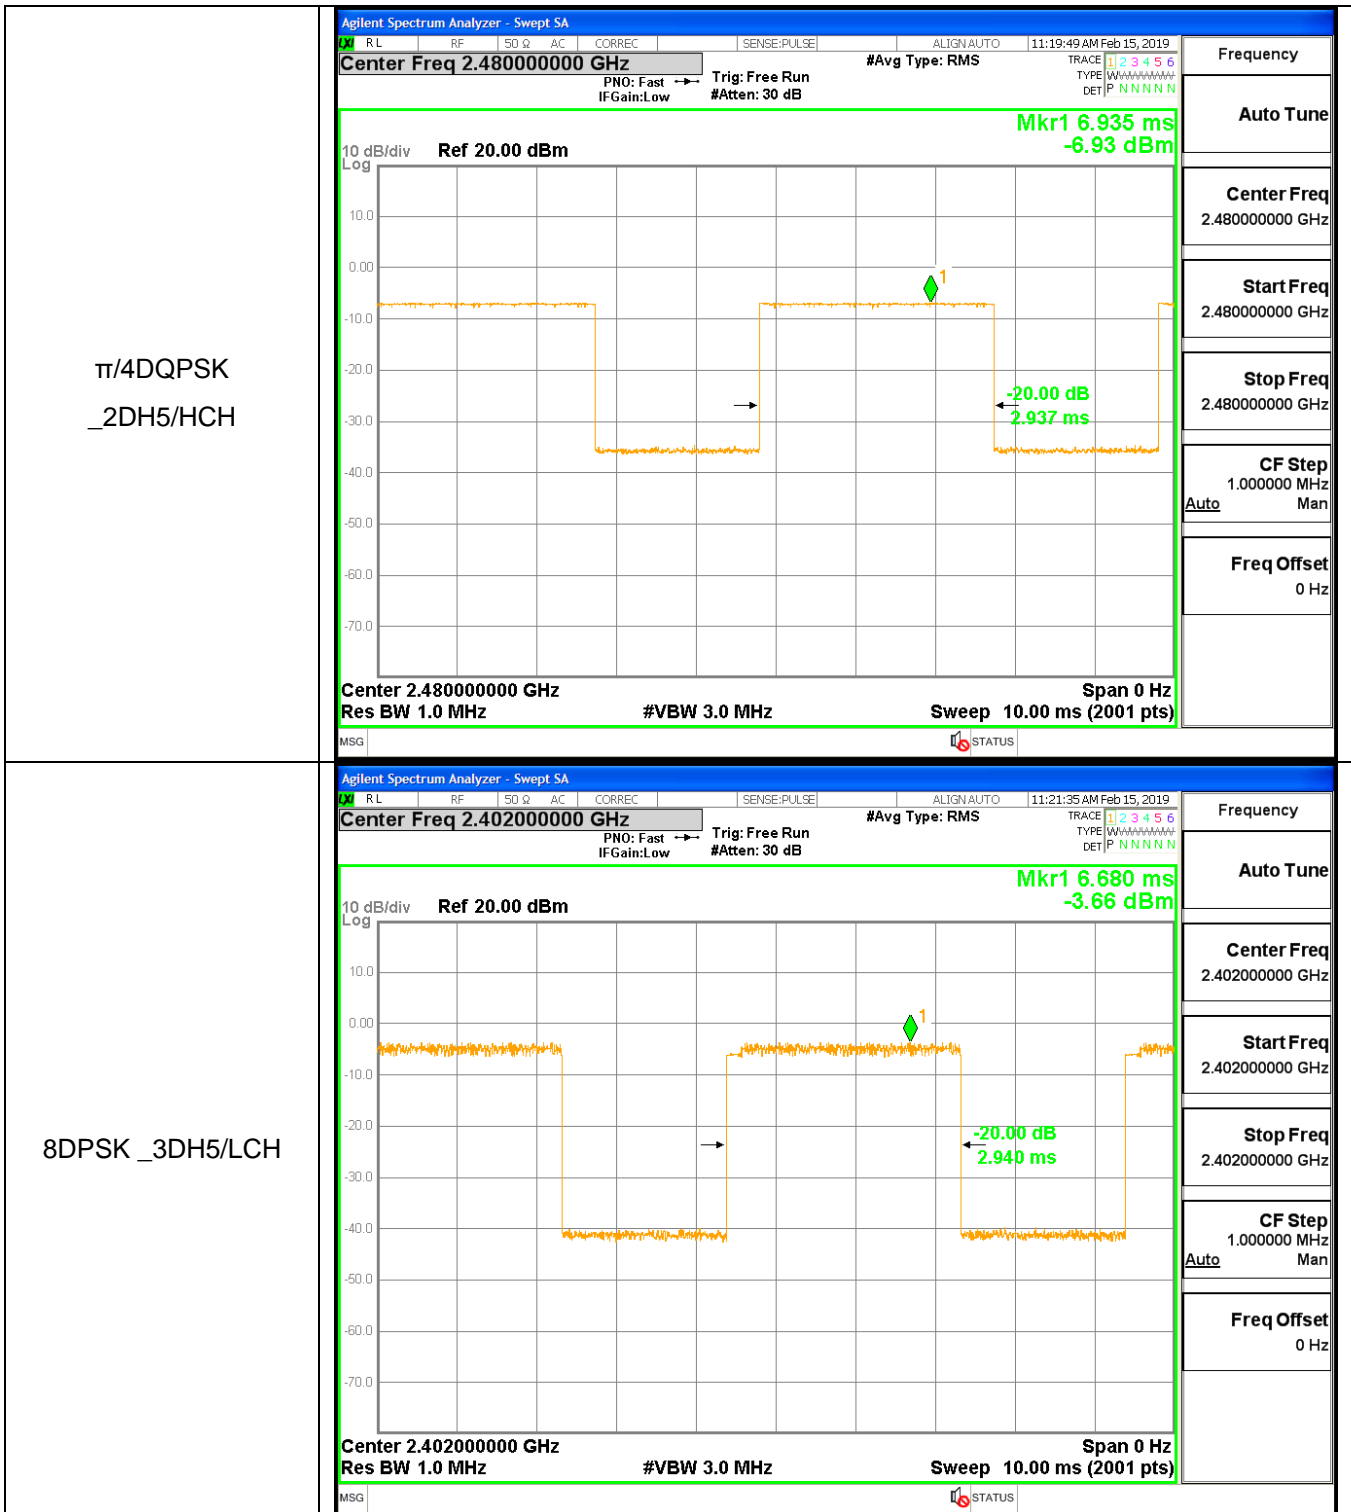 π/4DQPSK
_2DH5/HCH
Agilent Spectrum Analyzer - Swept SA
LXI RL RF 50 Ω AC CORREC SENSE:PULSE ALIGN AUTO 11:19:49 AM Feb 15, 2019
Center Freq 2.480000000 GHz #Avg Type: RMS TRACE 1 2 3 4 5 6
PNO: Fast Trig: Free Run TYPE
IFGain:Low #Atten: 30 dB DET P N N N N N
Mkr1 6.935 ms
-6.93 dBm
10 dB/div Ref 20.00 dBm
Log
10.0
0.00
1
-10.0
-20.0
-20.00 dB
2.937 ms
-30.0
-40.0
-50.0
-60.0
-70.0
Center 2.480000000 GHz Span 0 Hz
Res BW 1.0 MHz #VBW 3.0 MHz Sweep 10.00 ms (2001 pts)
MSG STATUS
Frequency
Auto Tune
Center Freq
2.480000000 GHz
Start Freq
2.480000000 GHz
Stop Freq
2.480000000 GHz
CF Step
1.000000 MHz
Auto Man
Freq Offset
0 Hz
8DPSK _3DH5/LCH
Agilent Spectrum Analyzer - Swept SA
LXI RL RF 50 Ω AC CORREC SENSE:PULSE ALIGN AUTO 11:21:35 AM Feb 15, 2019
Center Freq 2.402000000 GHz #Avg Type: RMS TRACE 1 2 3 4 5 6
PNO: Fast Trig: Free Run TYPE
IFGain:Low #Atten: 30 dB DET P N N N N N
Mkr1 6.680 ms
-3.66 dBm
10 dB/div Ref 20.00 dBm
Log
10.0
0.00
1
-10.0
-20.0
-20.00 dB
2.940 ms
-30.0
-40.0
-50.0
-60.0
-70.0
Center 2.402000000 GHz Span 0 Hz
Res BW 1.0 MHz #VBW 3.0 MHz Sweep 10.00 ms (2001 pts)
MSG STATUS
Frequency
Auto Tune
Center Freq
2.402000000 GHz
Start Freq
2.402000000 GHz
Stop Freq
2.402000000 GHz
CF Step
1.000000 MHz
Auto Man
Freq Offset
0 Hz